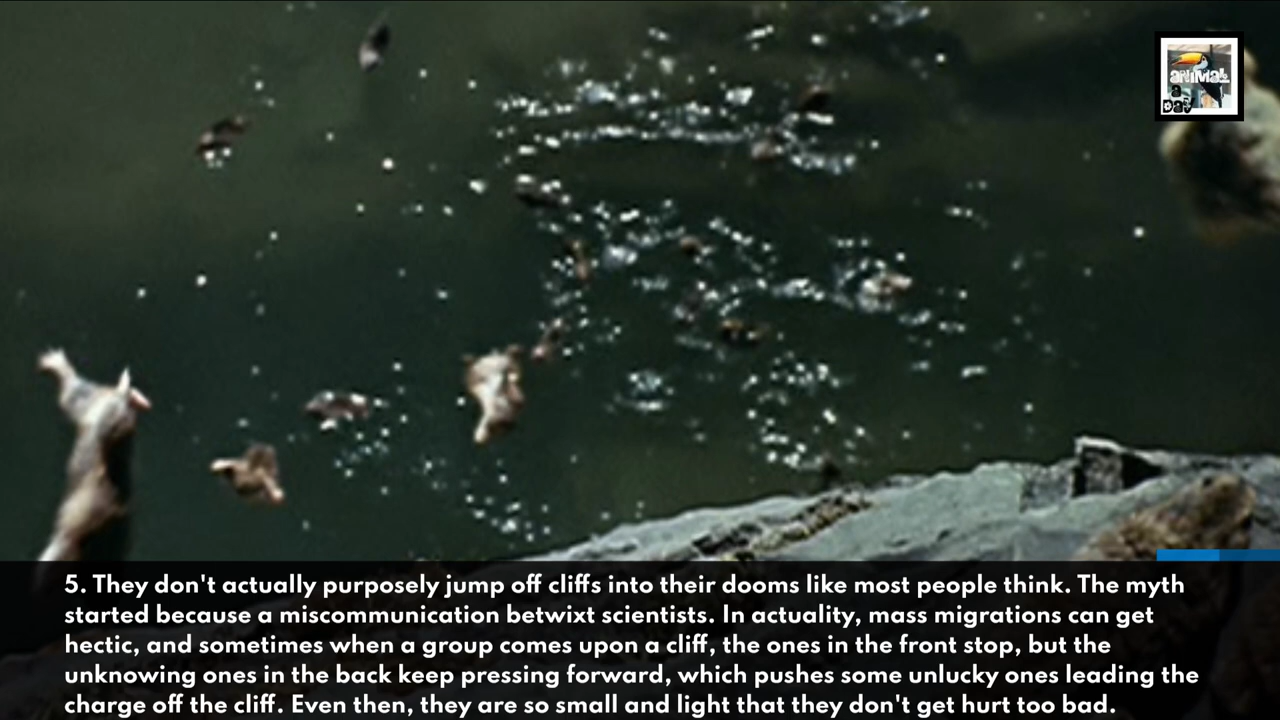 ANIMAL
A
DAY
5. They don't actually purposely jump off cliffs into their dooms like most people think. The myth
started because a miscommunication betwixt scientists. In actuality, mass migrations can get
hectic, and sometimes when a group comes upon a cliff, the ones in the front stop, but the
unknowing ones in the back keep pressing forward, which pushes some unlucky ones leading the
charge off the cliff. Even then, they are so small and light that they don't get hurt too bad.